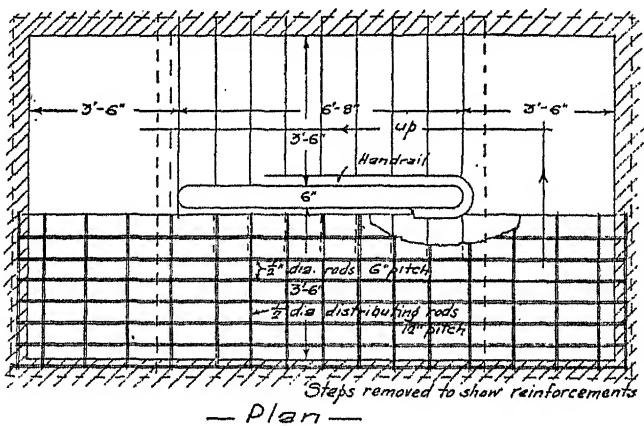 3'-6"
6'-8"
3'-6"
3'-6"
up
Handrail
6"
½" dia. rods 6" pitch
3'-6"
½" dia distributing rods
12" pitch
Steps removed to show reinforcements
— Plan —